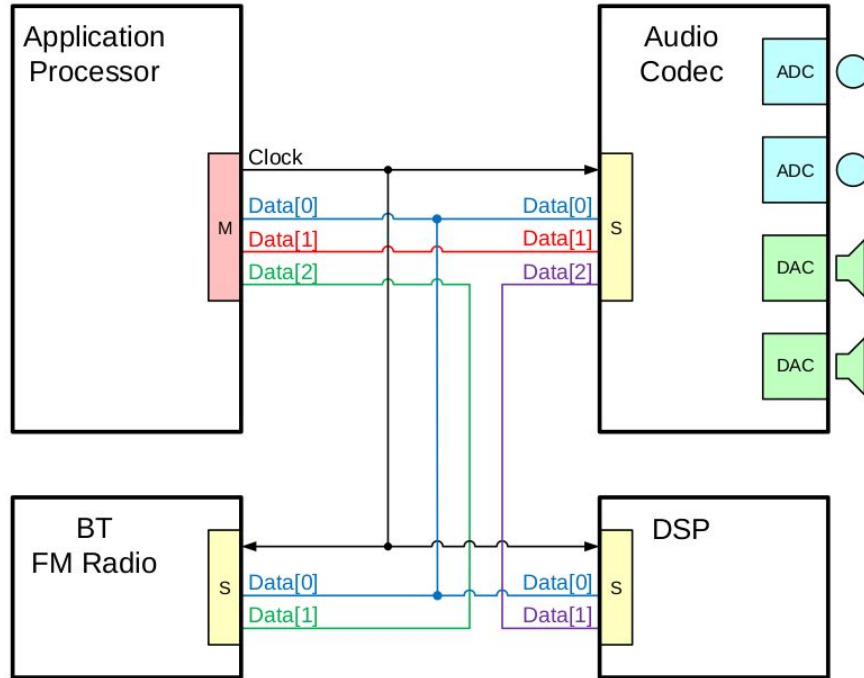 Application
Processor
Audio
Codec
ADC
ADC
DAC
DAC
M
S
Clock
Data[0]
Data[0]
Data[1]
Data[1]
Data[2]
Data[2]
BT
FM Radio
S
DSP
S
Data[0]
Data[0]
Data[1]
Data[1]